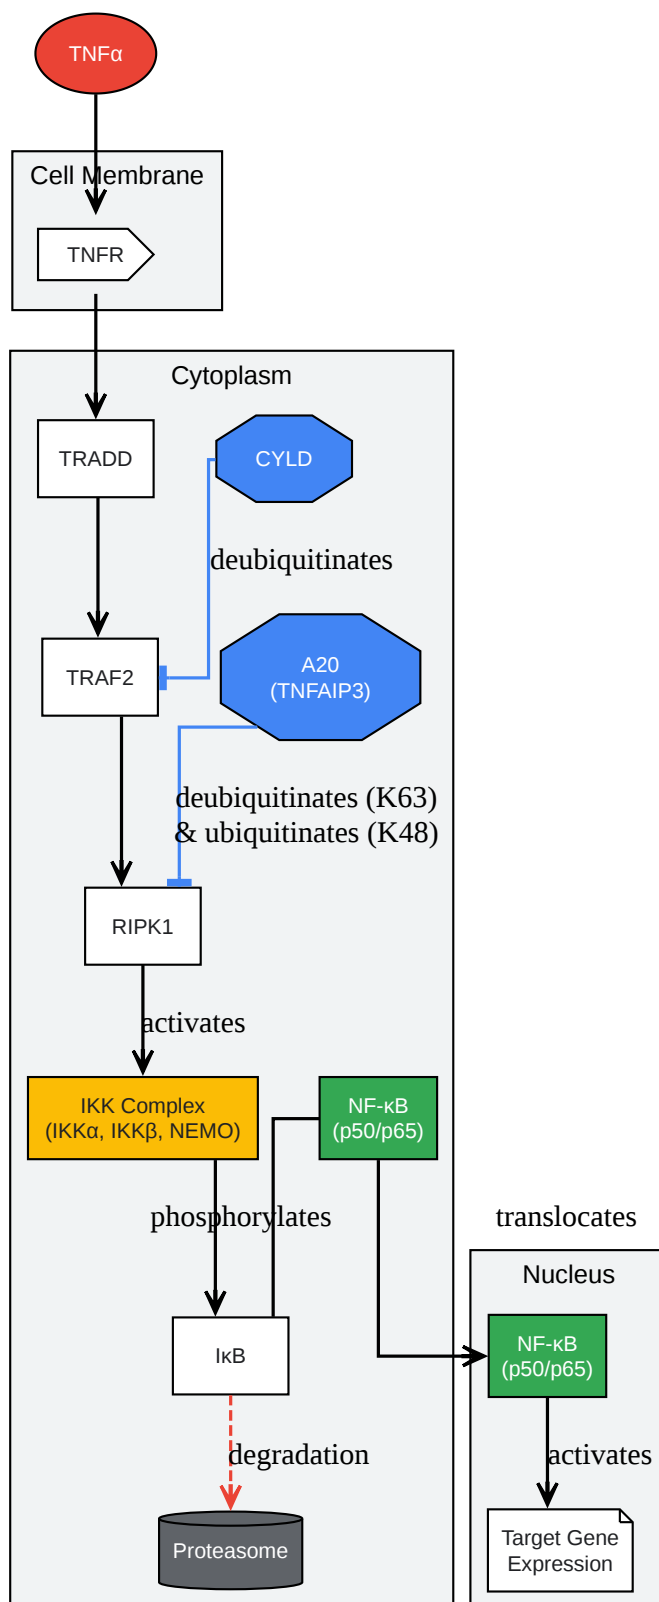 TNFα
Cell Membrane
TNFR
Cytoplasm
TRADD
CYLD
deubiquitinates
TRAF2
A20
(TNFAIP3)
deubiquitinates (K63)
& ubiquitinates (K48)
RIPK1
activates
IKK Complex
(IKKα, IKKβ, NEMO)
NF-κB
(p50/p65)
phosphorylates
translocates
Nucleus
IκB
NF-κB
(p50/p65)
degradation
activates
Proteasome
Target Gene
Expression